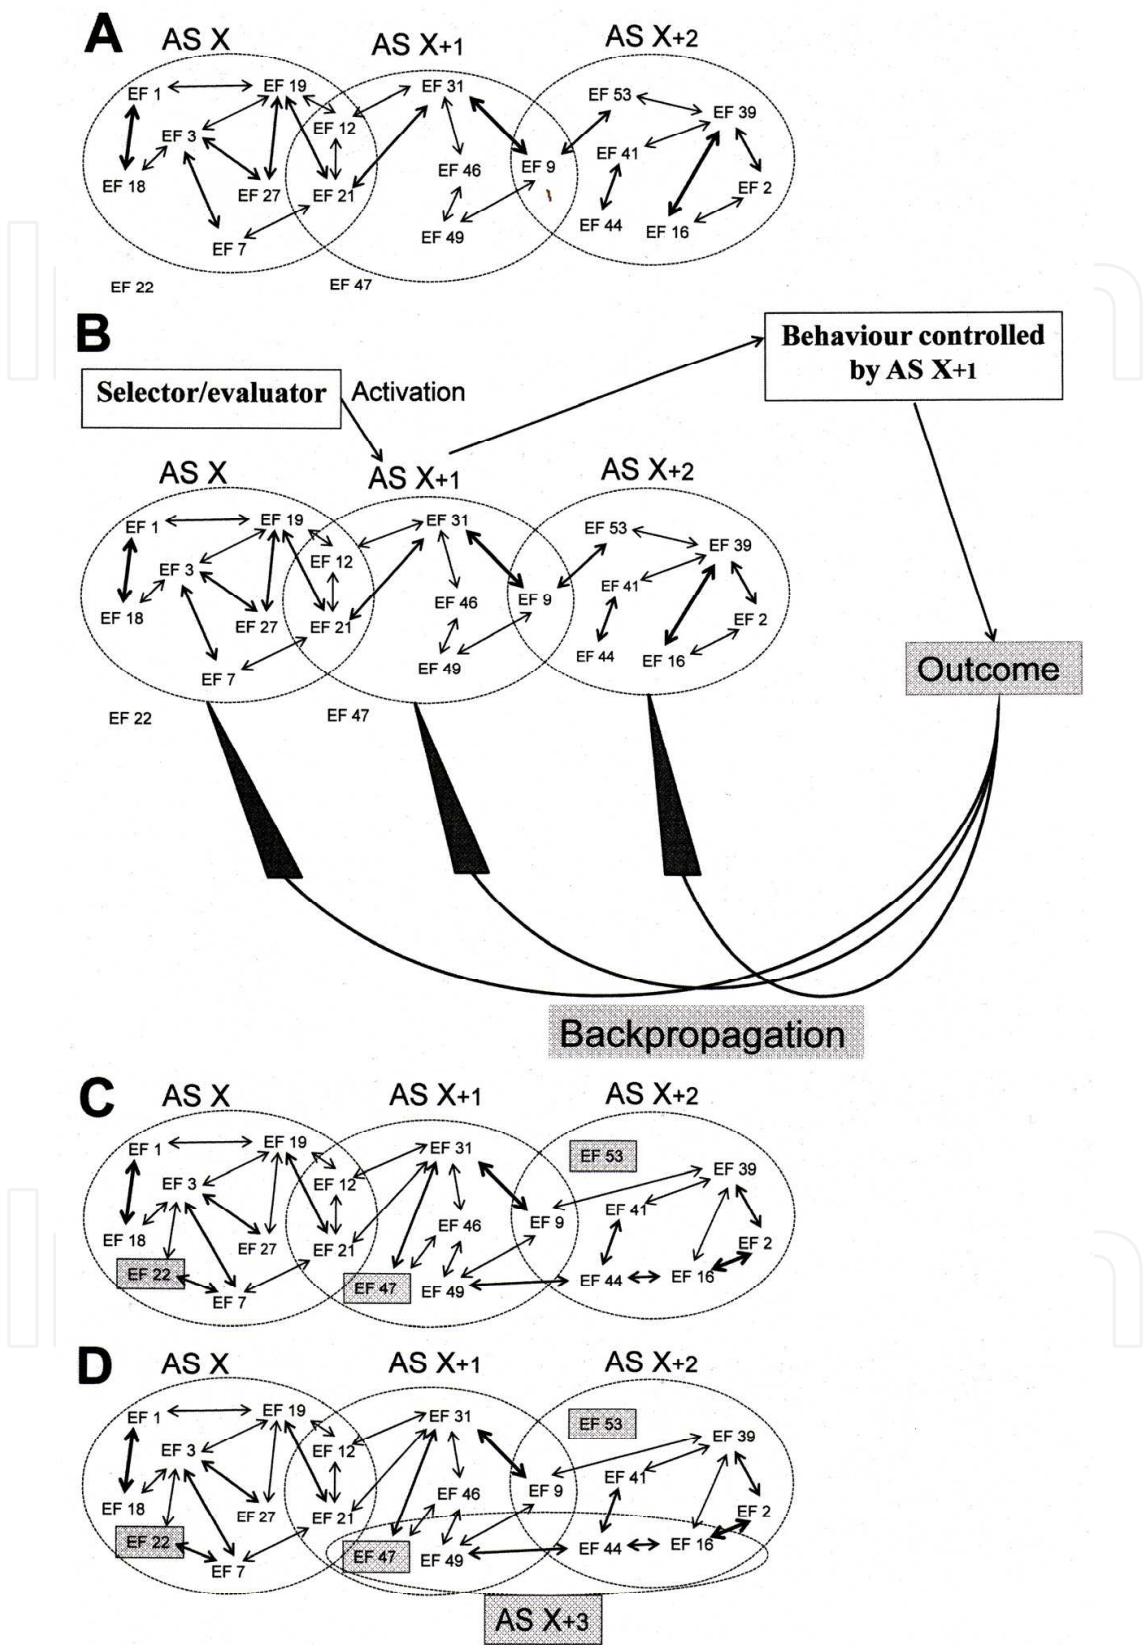 A
AS X
AS X+1
AS X+2
EF 1
EF 19
EF 31
EF 53
EF 39
EF 3
EF 12
EF 41
EF 46
EF 9
EF 18
EF 27
EF 21
EF 2
EF 44
EF 16
EF 7
EF 49
EF 22
EF 47
B
Selector/evaluator
Activation
Behaviour controlled
by AS X+1
AS X
AS X+1
AS X+2
EF 1
EF 19
EF 31
EF 53
EF 39
EF 3
EF 12
EF 41
EF 46
EF 9
EF 18
EF 27
EF 21
EF 2
EF 44
EF 16
EF 7
EF 49
EF 22
EF 47
Outcome
Backpropagation
C
AS X
AS X+1
AS X+2
EF 1
EF 19
EF 31
EF 53
EF 39
EF 3
EF 12
EF 41
EF 46
EF 9
EF 18
EF 27
EF 21
EF 2
EF 22
EF 47
EF 49
EF 44
EF 16
EF 7
D
AS X
AS X+1
AS X+2
EF 1
EF 19
EF 31
EF 53
EF 39
EF 3
EF 12
EF 41
EF 46
EF 9
EF 18
EF 27
EF 21
EF 2
EF 22
EF 47
EF 49
EF 44
EF 16
EF 7
AS X+3